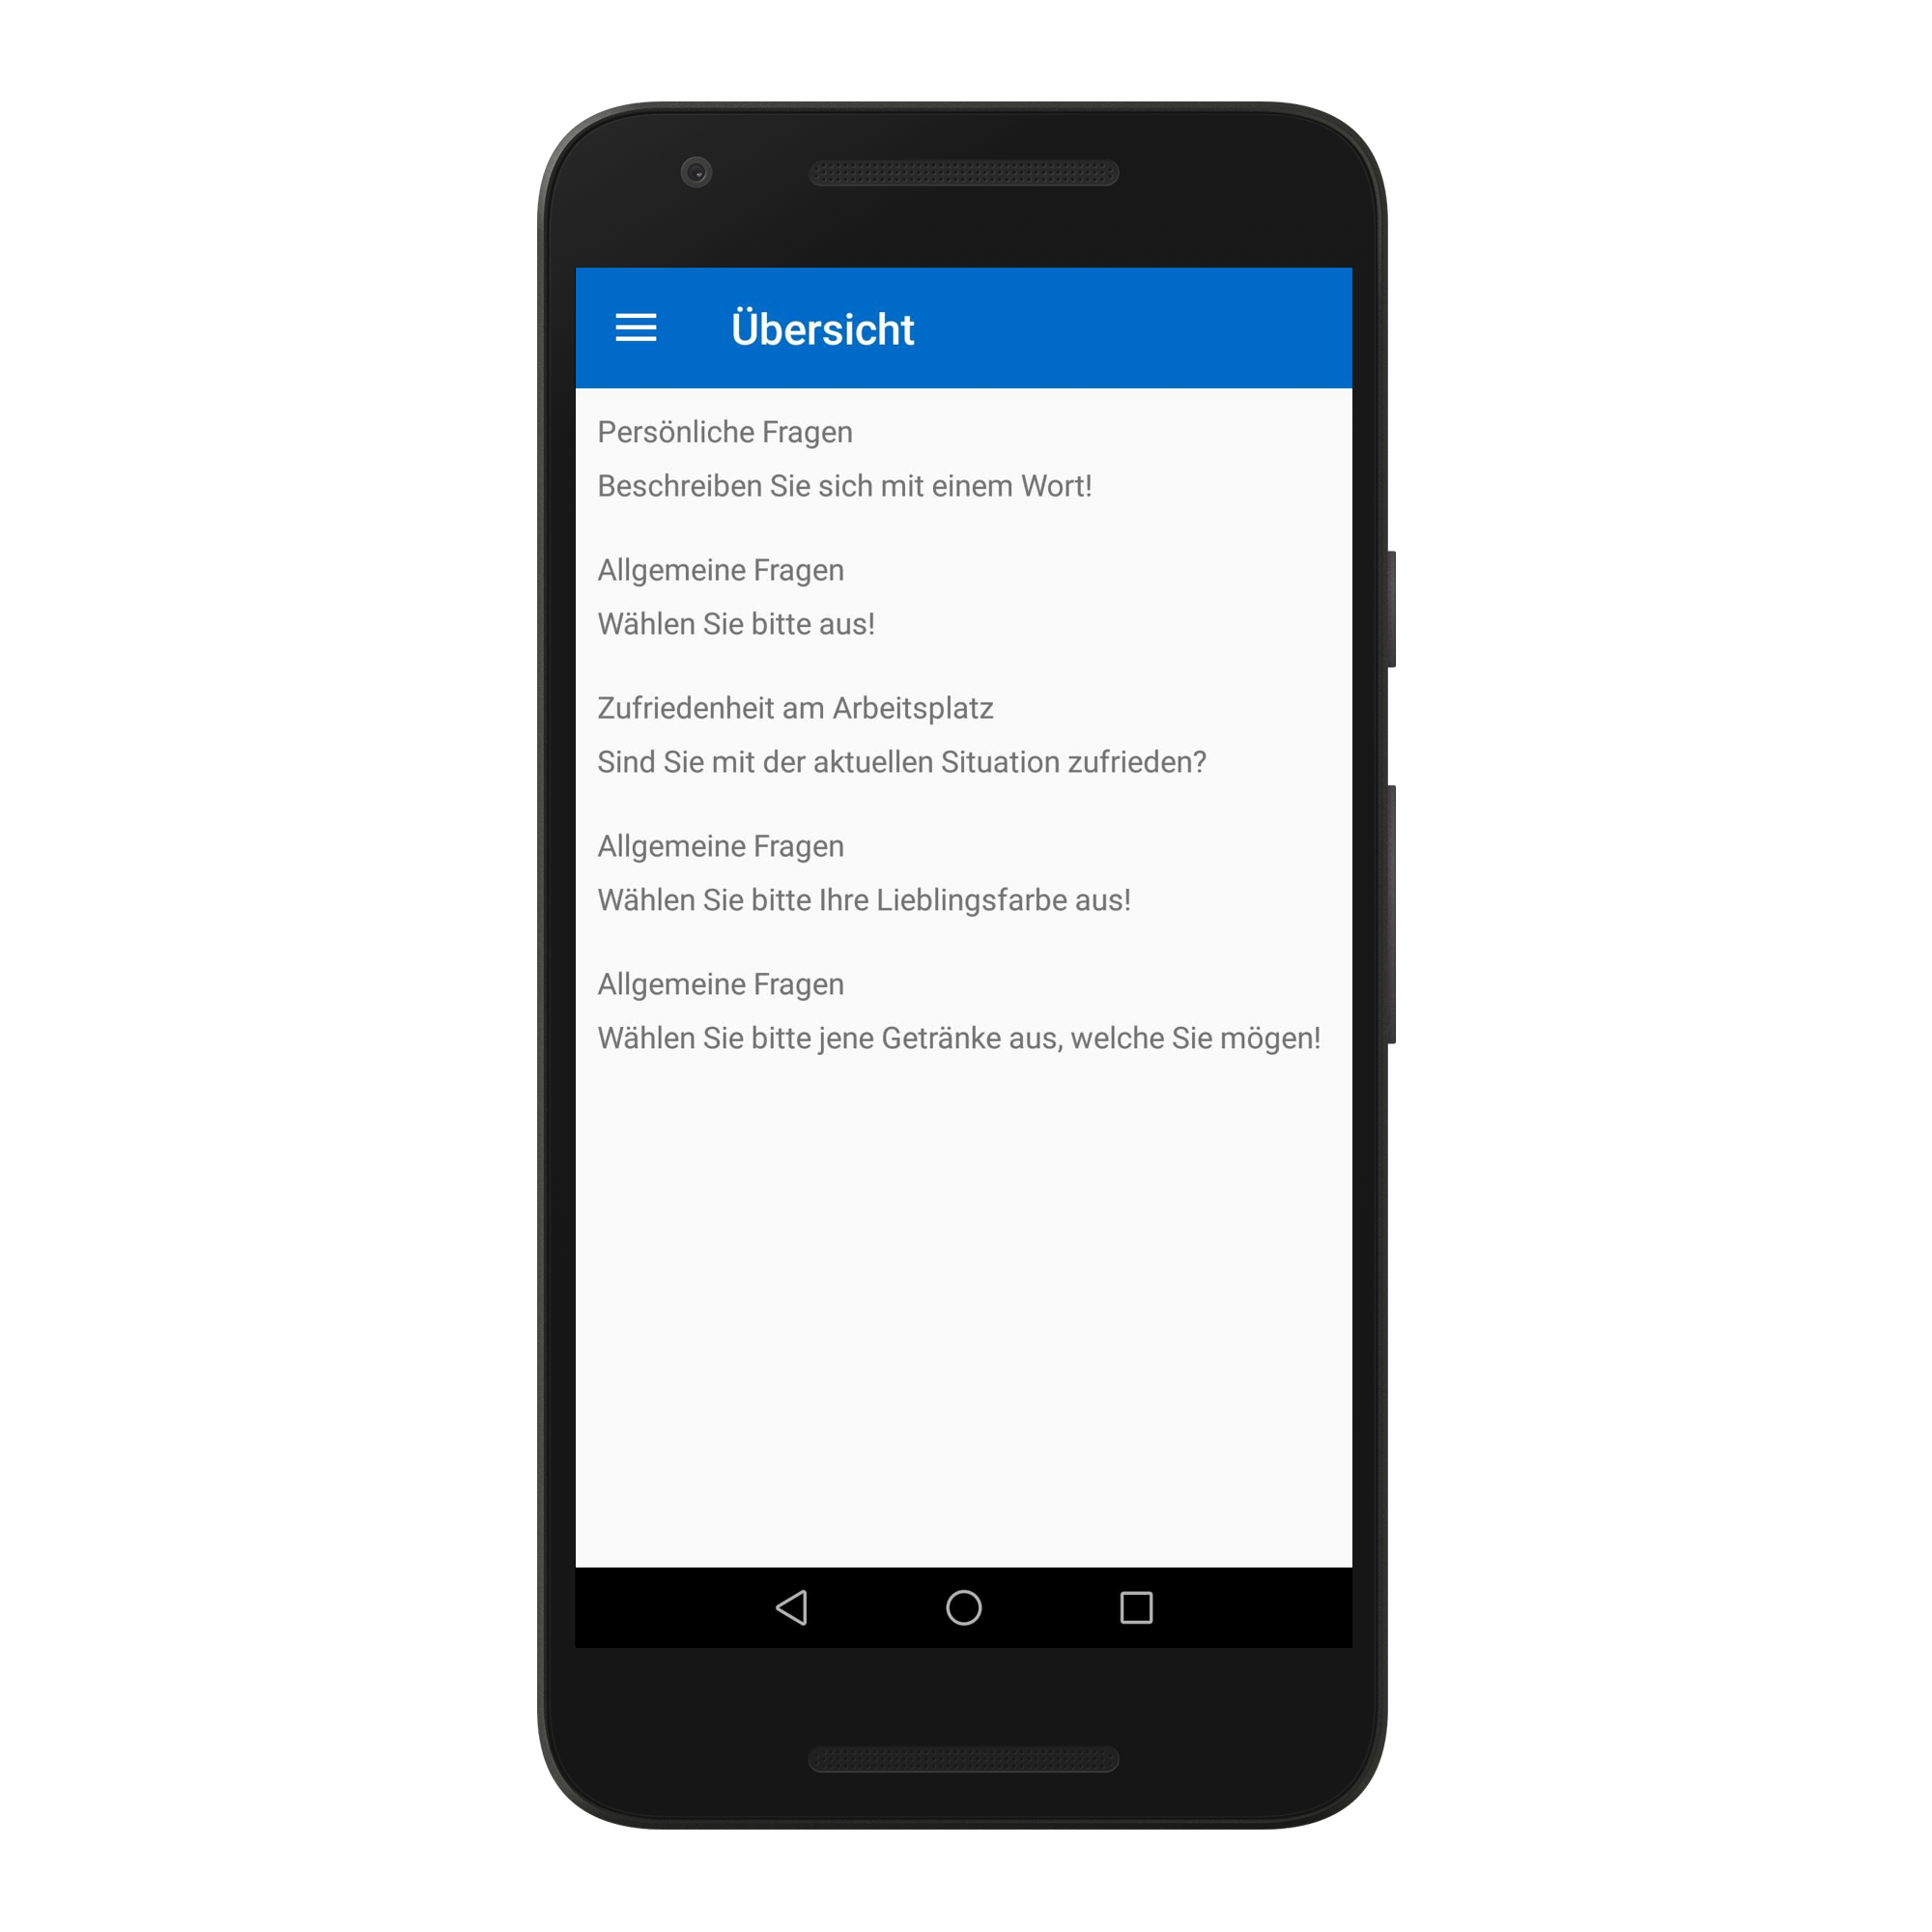 Übersicht
Persönliche Fragen
Beschreiben Sie sich mit einem Wort!
Allgemeine Fragen
Wählen Sie bitte aus!
Zufriedenheit am Arbeitsplatz
Sind Sie mit der aktuellen Situation zufrieden?
Allgemeine Fragen
Wählen Sie bitte Ihre Lieblingsfarbe aus!
Allgemeine Fragen
Wählen Sie bitte jene Getränke aus, welche Sie mögen!